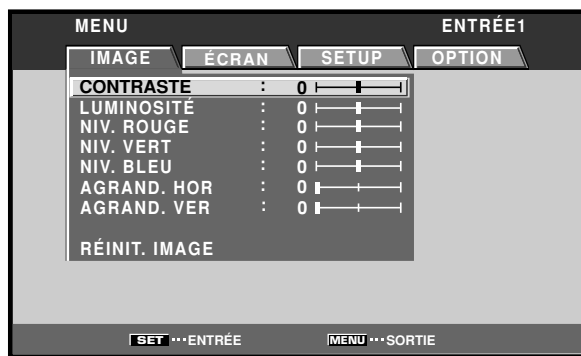 MENU ENTRÉE1
IMAGE ÉCRAN SETUP OPTION
CONTRASTE : 0
LUMINOSITÉ : 0
NIV. ROUGE : 0
NIV. VERT : 0
NIV. BLEU : 0
AGRAND. HOR : 0
AGRAND. VER : 0
RÉINIT. IMAGE
SET ···ENTRÉE MENU ···SORTIE